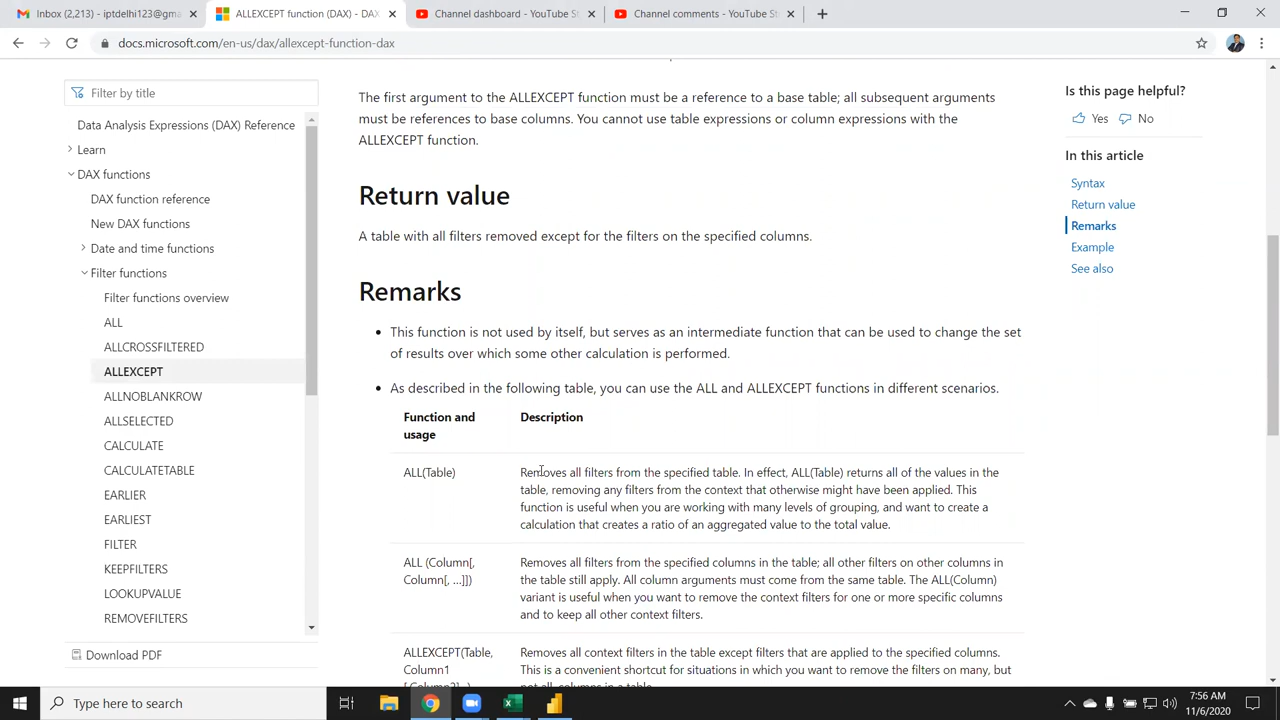 Inbox (2,213) - iptdelhi123@gma
ALLEXCEPT function (DAX) - DAX
Channel dashboard - YouTube St
Channel comments - YouTube St
docs.microsoft.com/en-us/dax/allexcept-function-dax
Filter by title
Data Analysis Expressions (DAX) Reference
Learn
DAX functions
DAX function reference
New DAX functions
Date and time functions
Filter functions
Filter functions overview
ALL
ALLCROSSFILTERED
ALLEXCEPT
ALLNOBLANKROW
ALLSELECTED
CALCULATE
CALCULATETABLE
EARLIER
EARLIEST
FILTER
KEEPFILTERS
LOOKUPVALUE
REMOVEFILTERS
Download PDF
The first argument to the ALLEXCEPT function must be a reference to a base table; all subsequent arguments
must be references to base columns. You cannot use table expressions or column expressions with the
ALLEXCEPT function.
Return value
A table with all filters removed except for the filters on the specified columns.
Remarks
• This function is not used by itself, but serves as an intermediate function that can be used to change the set
of results over which some other calculation is performed.
• As described in the following table, you can use the ALL and ALLEXCEPT functions in different scenarios.
Function and
usage
Description
ALL(Table)
Removes all filters from the specified table. In effect, ALL(Table) returns all of the values in the
table, removing any filters from the context that otherwise might have been applied. This
function is useful when you are working with many levels of grouping, and want to create a
calculation that creates a ratio of an aggregated value to the total value.
ALL (Column[,
Column[, ...]])
Removes all filters from the specified columns in the table; all other filters on other columns in
the table still apply. All column arguments must come from the same table. The ALL(Column)
variant is useful when you want to remove the context filters for one or more specific columns
and to keep all other context filters.
ALLEXCEPT(Table,
Column1
Removes all context filters in the table except filters that are applied to the specified columns.
This is a convenient shortcut for situations in which you want to remove the filters on many, but
not all, columns in a table.
Is this page helpful?
Yes No
In this article
Syntax
Return value
Remarks
Example
See also
Type here to search
7:56 AM
11/6/2020